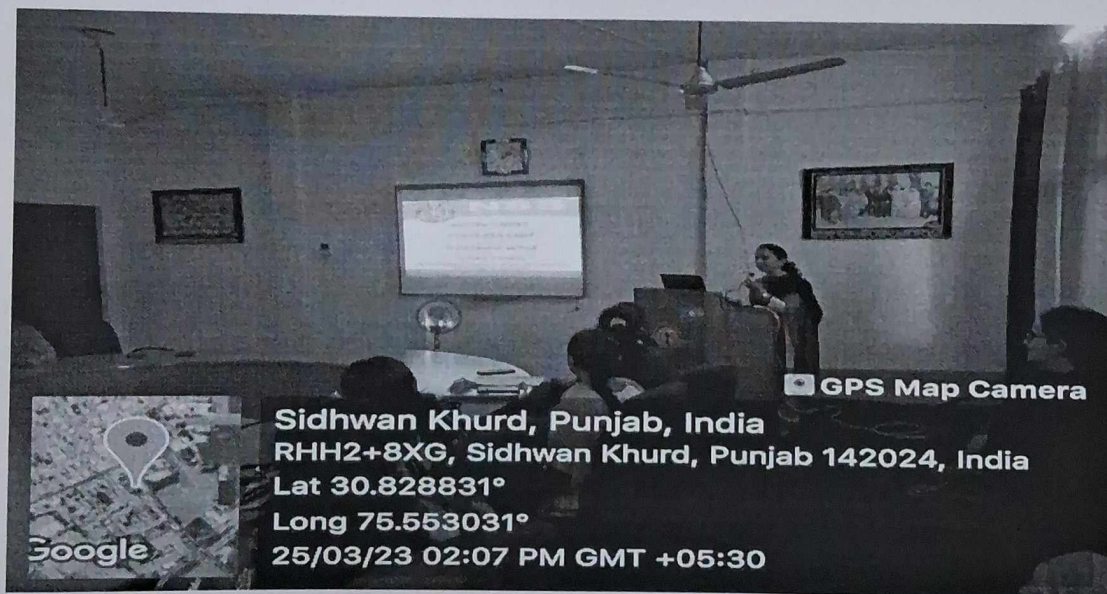 GPS Map Camera
Sidhwan Khurd, Punjab, India
RHH2+8XG, Sidhwan Khurd, Punjab 142024, India
Lat 30.828831°
Long 75.553031°
25/03/23 02:07 PM GMT +05:30
Google